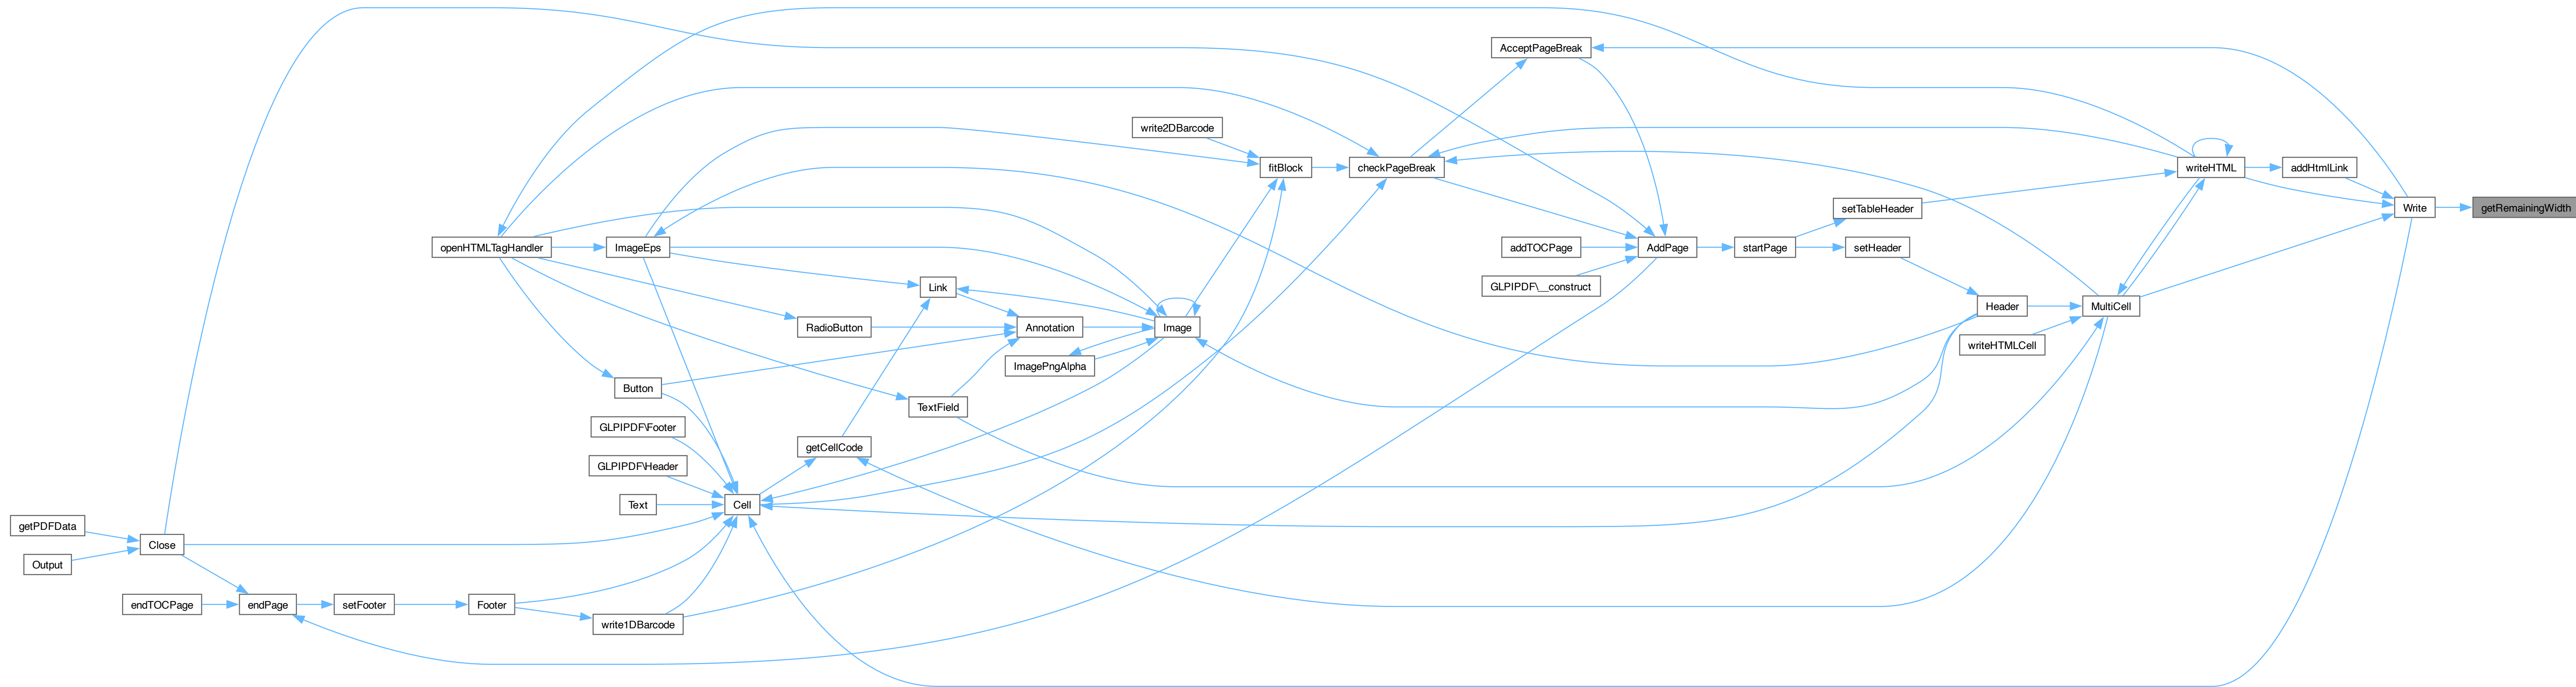 AcceptPageBreak
write2DBarcode
fitBlock
checkPageBreak
writeHTML
addHtmlLink
setTableHeader
Write
getRemainingWidth
openHTMLTagHandler
ImageEps
addTOCPage
AddPage
startPage
setHeader
Link
GLPIPDF\__construct
Header
MultiCell
RadioButton
Annotation
Image
writeHTMLCell
ImagePngAlpha
Button
TextField
GLPIPDF\Footer
getCellCode
GLPIPDF\Header
Text
Cell
getPDFData
Close
Output
endTOCPage
endPage
setFooter
Footer
write1DBarcode